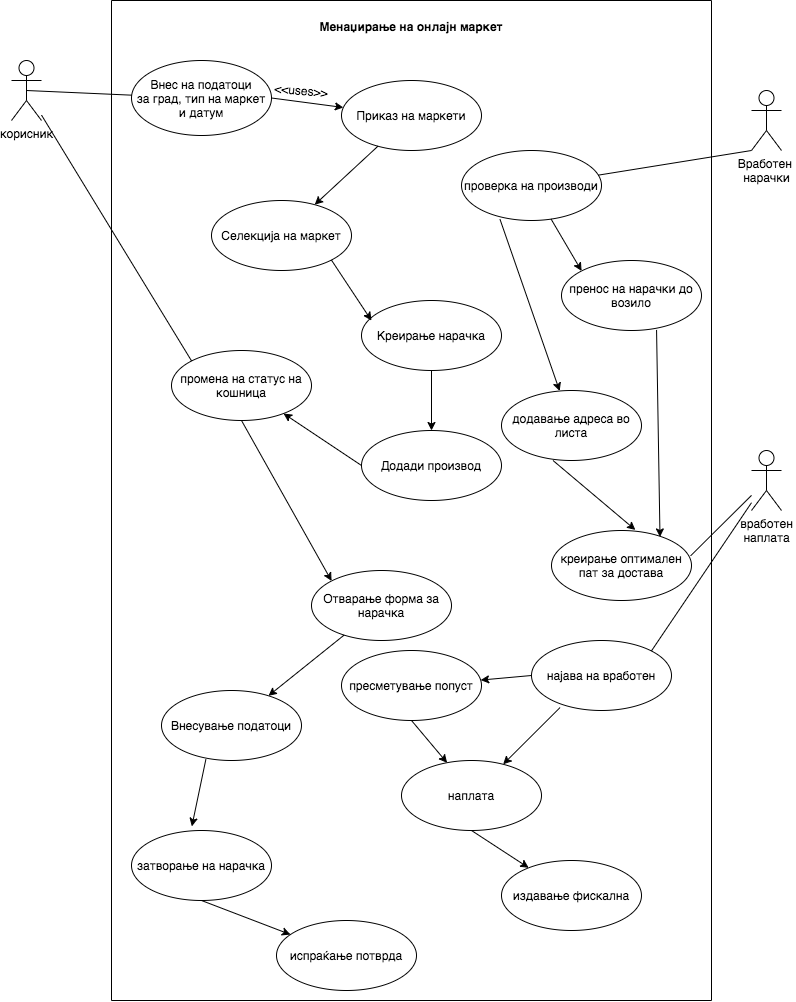 Менаџирање на онлајн маркет
корисник
Внес на податоци
за град, тип на маркет
и датум
<<uses>>
Приказ на маркети
Вработен
нарачки
проверка на производи
Селекција на маркет
пренос на нарачки до
возило
Креирање нарачка
промена на статус на
кошница
додавање адреса во
листа
Додади производ
вработен
наплата
креирање оптимален
пат за достава
Отварање форма за
нарачка
пресметување попуст
најава на вработен
Внесување податоци
наплата
затворање на нарачка
издавање фискална
испраќање потврда